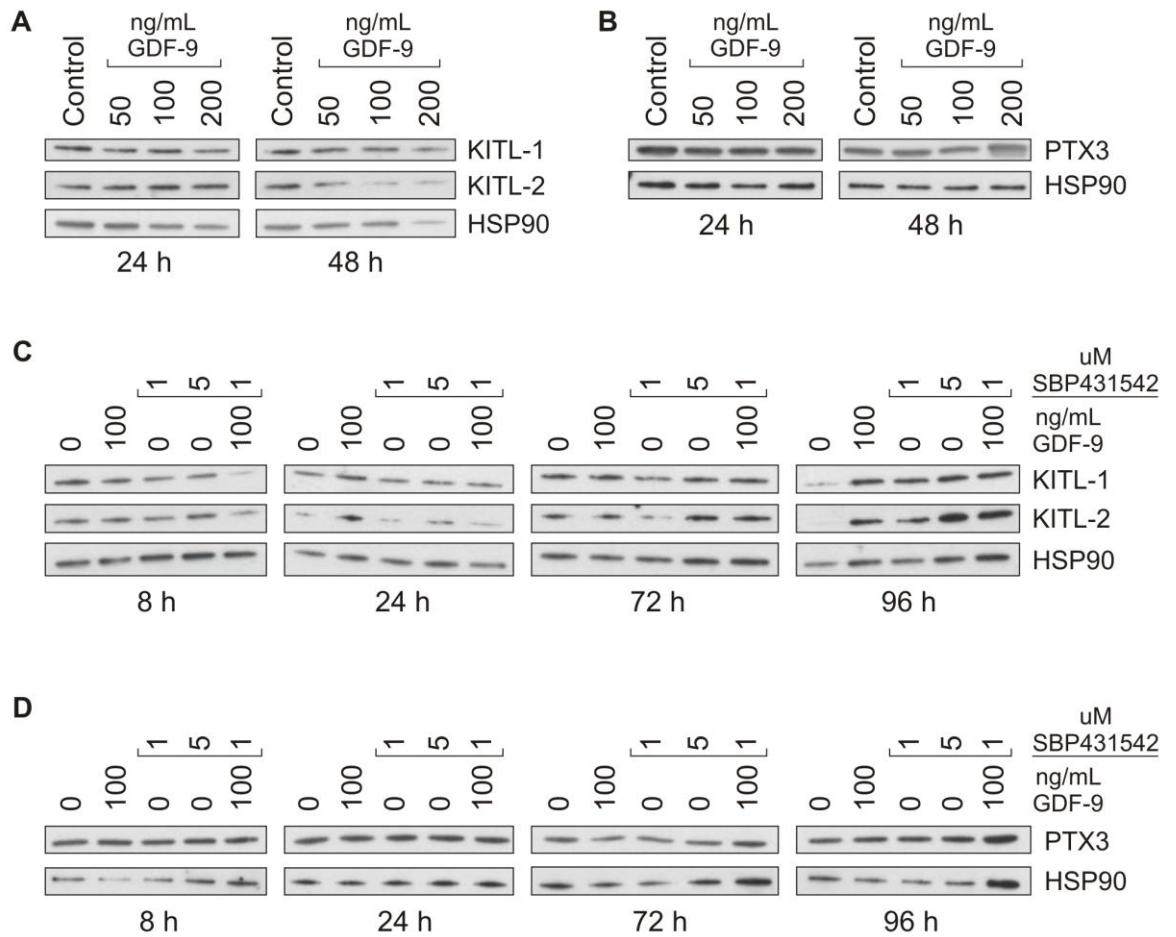 A
ng/mL
GDF-9
ng/mL
GDF-9
Control
50
100
200
Control
50
100
200
KITL-1
KITL-2
HSP90
24 h
48 h
B
ng/mL
GDF-9
ng/mL
GDF-9
Control
50
100
200
Control
50
100
200
PTX3
HSP90
24 h
48 h
C
1 5 1
1 5 1
1 5 1
1 5 1
uM
SBP431542
0 100 0 0 100
0 100 0 0 100
0 100 0 0 100
0 100 0 0 100
ng/mL
GDF-9
KITL-1
KITL-2
HSP90
8 h
24 h
72 h
96 h
D
1 5 1
1 5 1
1 5 1
1 5 1
uM
SBP431542
0 100 0 0 100
0 100 0 0 100
0 100 0 0 100
0 100 0 0 100
ng/mL
GDF-9
PTX3
HSP90
8 h
24 h
72 h
96 h